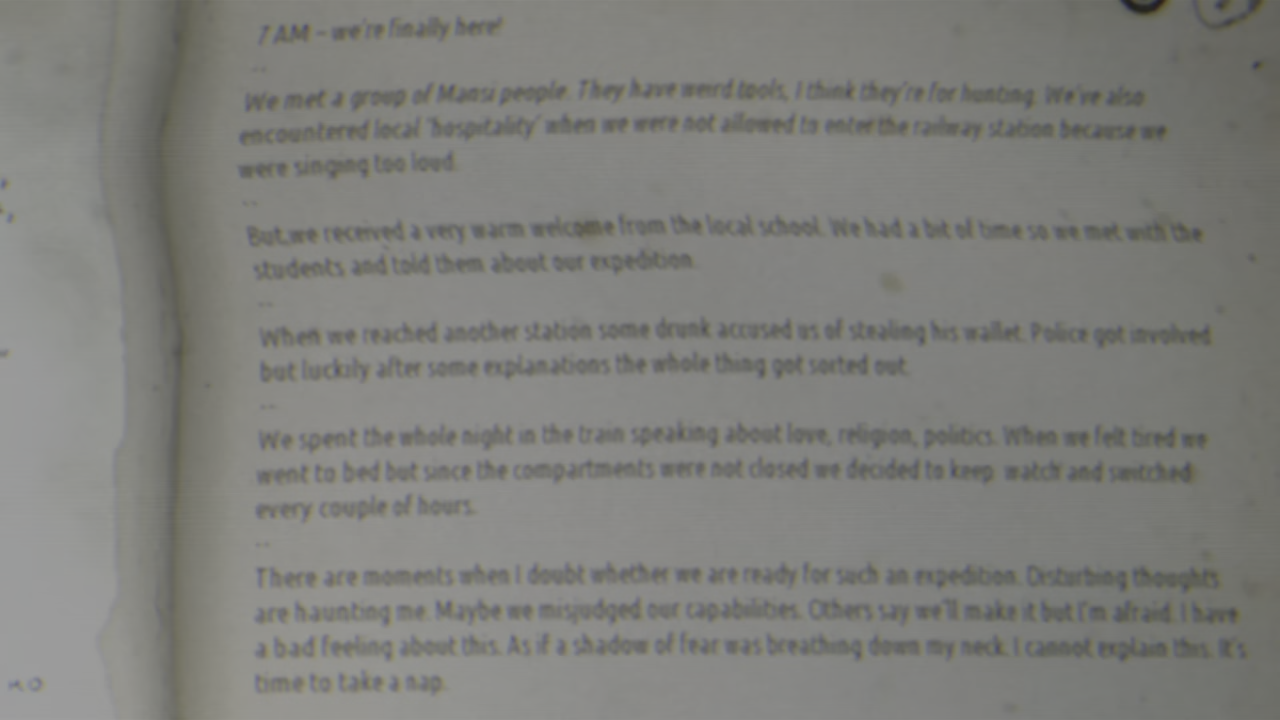 7 AM – we're finally here!
--
We met a group of Mansi people. They have weird tools, I think they're for hunting. We've also
encountered local 'hospitality' when we were not allowed to enter the railway station because we
were singing too loud.
--
But we received a very warm welcome from the local school. We had a bit of time so we met with the
students and told them about our expedition.
--
When we reached another station some drunk accused us of stealing his wallet. Police got involved
but luckily after some explanations the whole thing got sorted out.
--
We spent the whole night in the train speaking about love, religion, politics. When we felt tired we
went to bed but since the compartments were not closed we decided to keep watch and switched
every couple of hours.
--
There are moments when I doubt whether we are ready for such an expedition. Disturbing thoughts
are haunting me. Maybe we misjudged our capabilities. Others say we'll make it but I'm afraid. I have
a bad feeling about this. As if a shadow of fear was breathing down my neck. I cannot explain this. It's
time to take a nap.